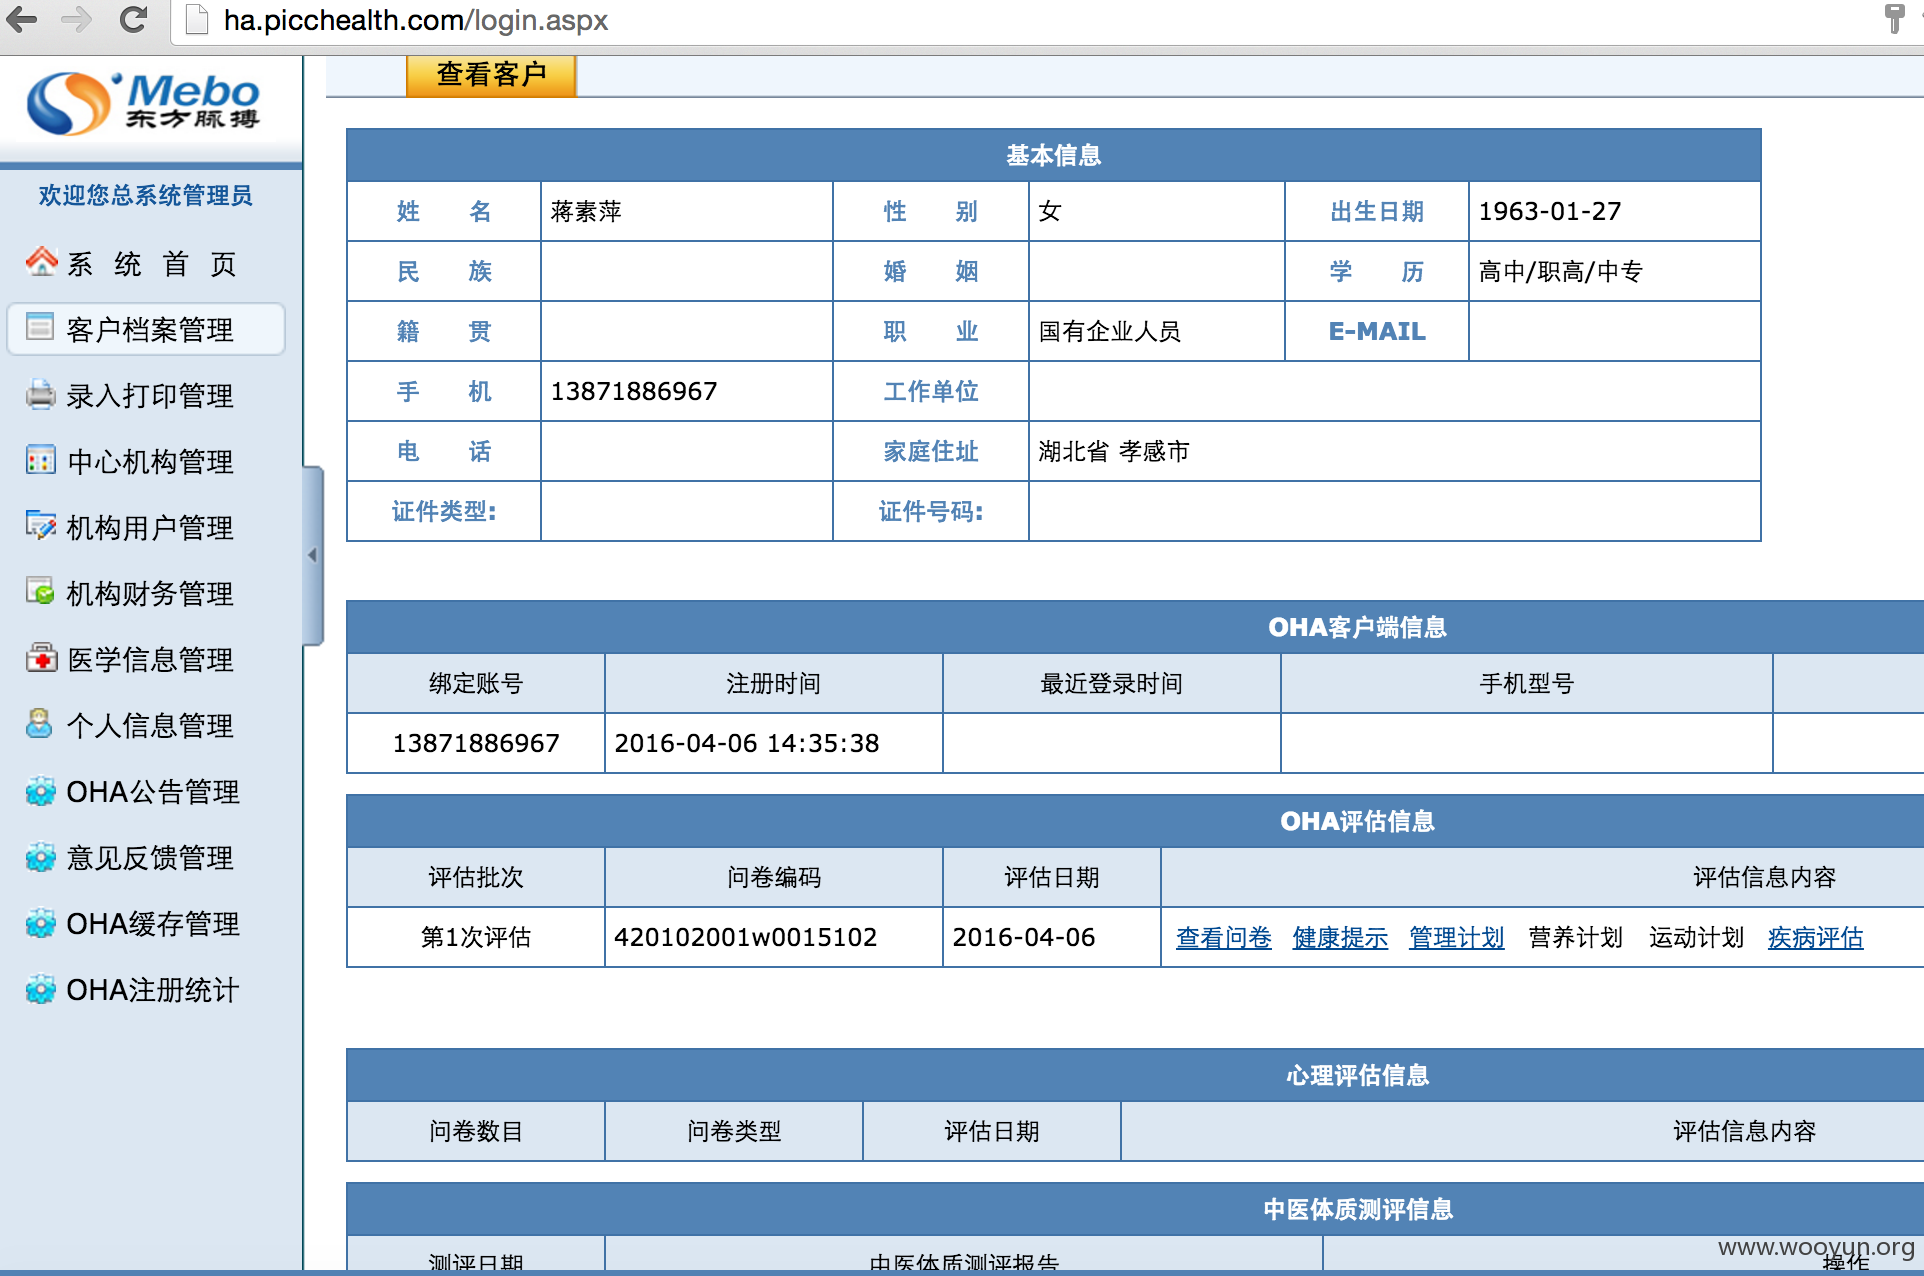 ha.picchealth.com/login.aspx
Mebo
东方脉搏
查看客户
欢迎您总系统管理员
系 统 首 页
客户档案管理
录入打印管理
中心机构管理
机构用户管理
机构财务管理
医学信息管理
个人信息管理
OHA公告管理
意见反馈管理
OHA缓存管理
OHA注册统计
基本信息
姓 名 蒋素萍 性 别 女 出生日期 1963-01-27
民 族 婚 姻 学 历 高中/职高/中专
籍 贯 职 业 国有企业人员 E-MAIL
手 机 13871886967 工作单位
电 话 家庭住址 湖北省 孝感市
证件类型: 证件号码:
OHA客户端信息
绑定账号 注册时间 最近登录时间 手机型号
13871886967 2016-04-06 14:35:38
OHA评估信息
评估批次 问卷编码 评估日期 评估信息内容
第1次评估 420102001w0015102 2016-04-06 查看问卷 健康提示 管理计划 营养计划 运动计划 疾病评估
心理评估信息
问卷数目 问卷类型 评估日期 评估信息内容
中医体质测评信息
测评日期 中医体质测评报告 操作
www.wooyun.org